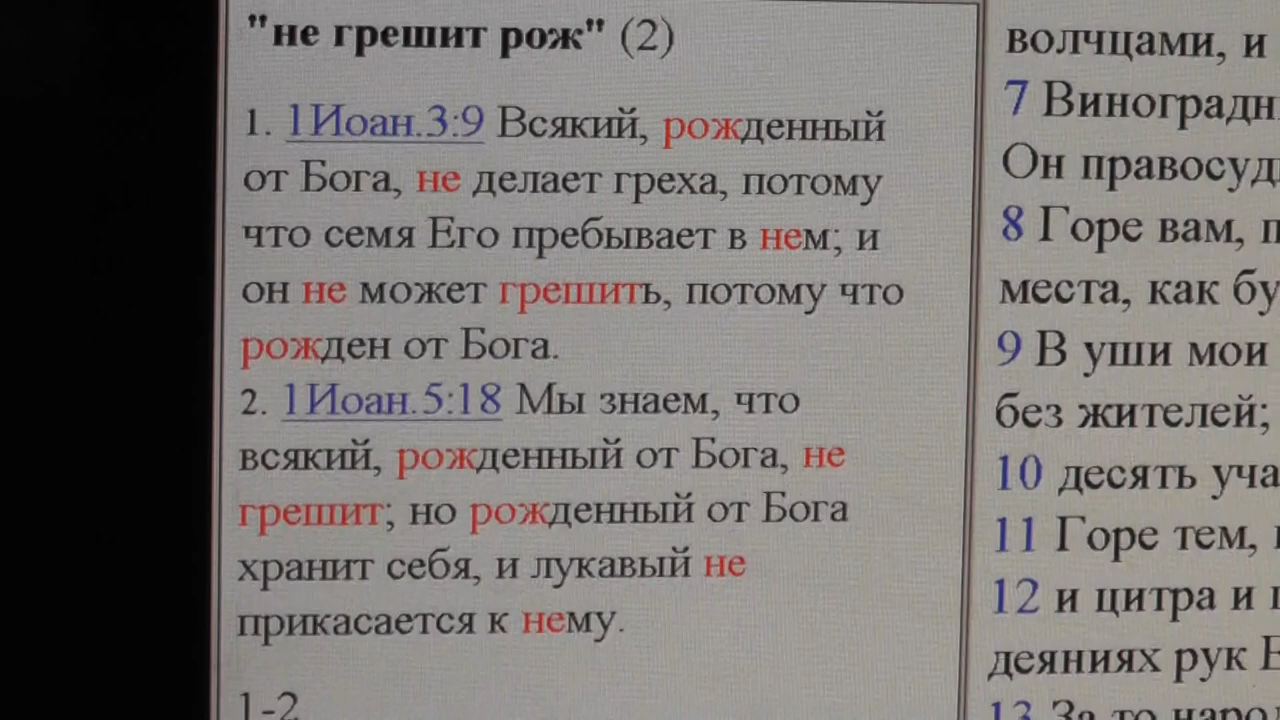 "не грешит рож" (2)
1. 1Иоан.3:9 Всякий, рожденный
от Бога, не делает греха, потому
что семя Его пребывает в нем; и
он не может грешить, потому что
рожден от Бога.
2. 1Иоан.5:18 Мы знаем, что
всякий, рожденный от Бога, не
грешит; но рожденный от Бога
хранит себя, и лукавый не
прикасается к нему.
1-2
волчцами, и
7 Виноградн
Он правосуд
8 Горе вам, п
места, как бу
9 В уши мои
без жителей;
10 десять уча
11 Горе тем,
12 и цитра и г
деяниях рук Е
13 За то наро